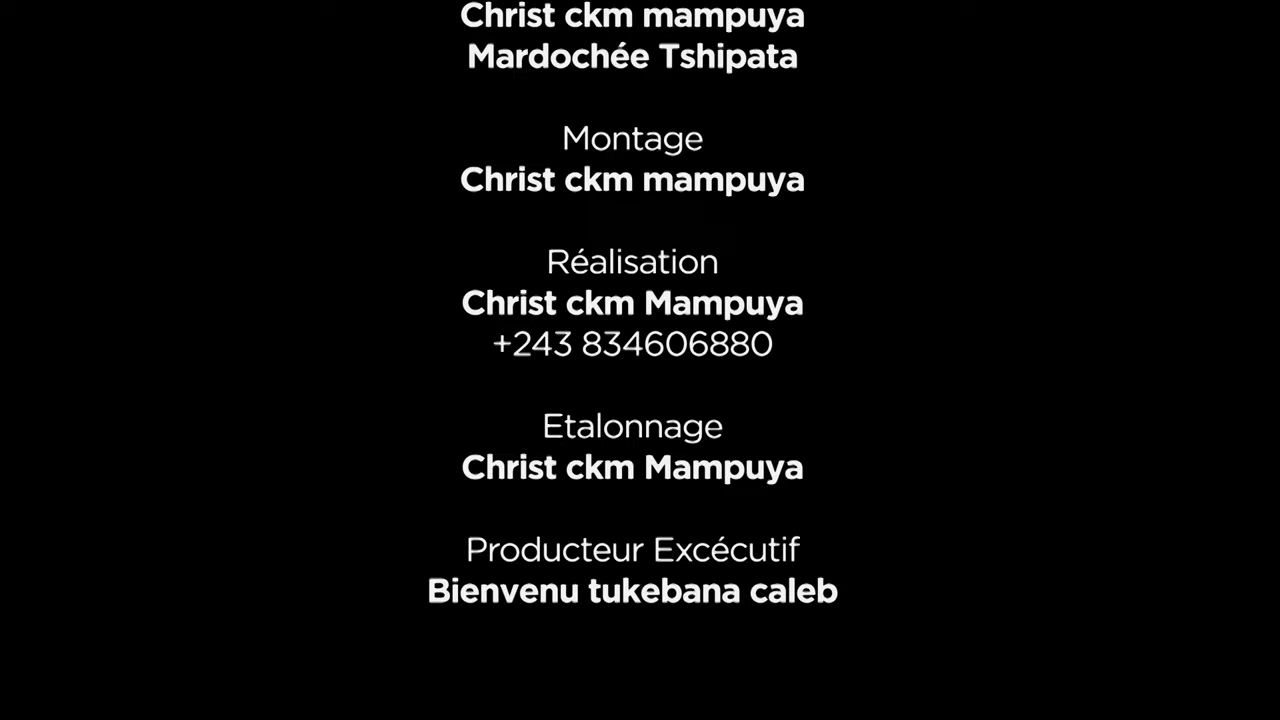 Christ ckm mampuya
Mardochée Tshipata
Montage
Christ ckm mampuya
Réalisation
Christ ckm Mampuya
+243 834606880
Etalonnage
Christ ckm Mampuya
Producteur Excécutif
Bienvenu tukebana caleb